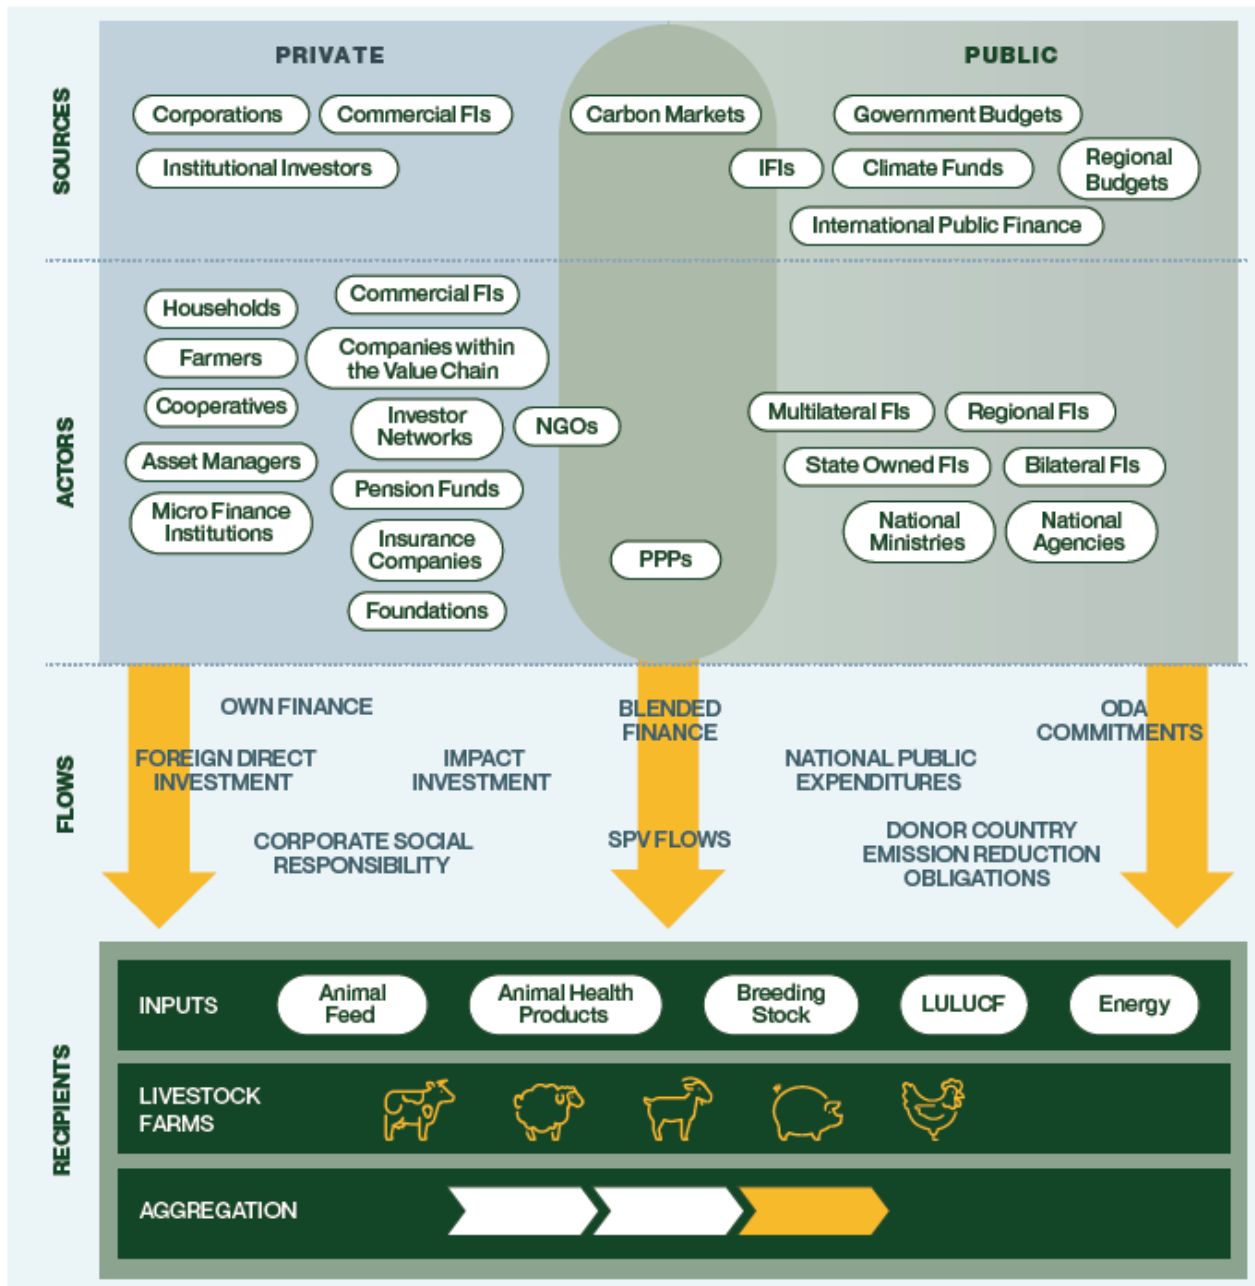 PRIVATE
PUBLIC
SOURCES
Corporations
Commercial FIs
Carbon Markets
Government Budgets
Institutional Investors
IFIs
Climate Funds
Regional
Budgets
International Public Finance
ACTORS
Households
Commercial FIs
Farmers
Companies within
the Value Chain
Cooperatives
Investor
Networks
NGOs
Multilateral FIs
Regional FIs
Asset Managers
Pension Funds
State Owned FIs
Bilateral FIs
Micro Finance
Institutions
Insurance
Companies
PPPs
National
Ministries
National
Agencies
Foundations
FLOWS
OWN FINANCE
BLENDED
FINANCE
ODA
COMMITMENTS
FOREIGN DIRECT
INVESTMENT
IMPACT
INVESTMENT
NATIONAL PUBLIC
EXPENDITURES
CORPORATE SOCIAL
RESPONSIBILITY
SPV FLOWS
DONOR COUNTRY
EMISSION REDUCTION
OBLIGATIONS
RECIPIENTS
INPUTS
Animal
Feed
Animal Health
Products
Breeding
Stock
LULUCF
Energy
LIVESTOCK
FARMS
AGGREGATION